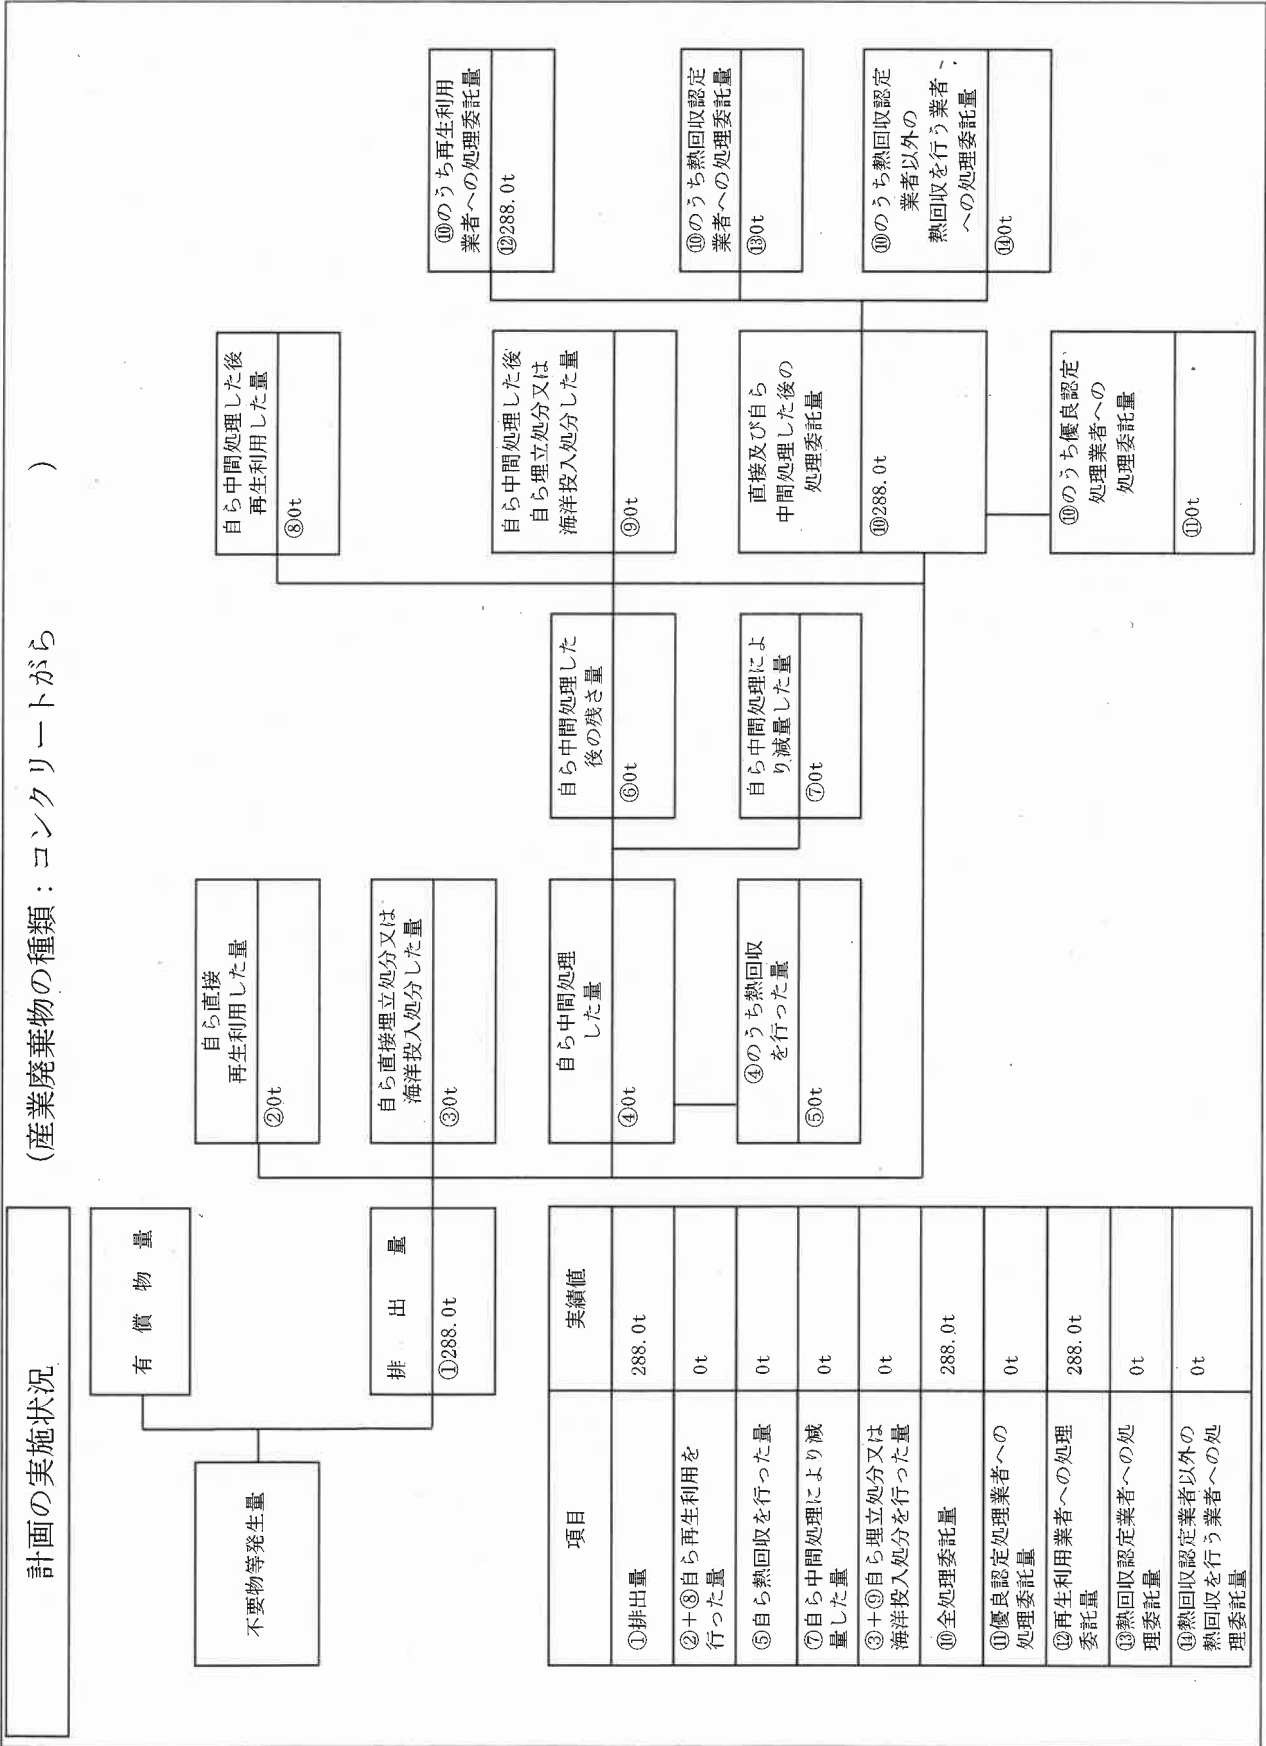 計画の実施状況
(産業廃棄物の種類：コンクリートがら　　　)
不要物等発生量
有償物量
排出量
①288.0t
自ら直接
再生利用した量
②0t
自ら直接埋立処分又は
海洋投入処分した量
③0t
自ら中間処理
した量
④0t
④のうち熱回収
を行った量
⑤0t
自ら中間処理した
後の残さ量
⑥0t
自ら中間処理によ
り減量した量
⑦0t
自ら中間処理した後
再生利用した量
⑧0t
自ら中間処理した後
自ら埋立処分又は
海洋投入処分した量
⑨0t
直接及び自ら
中間処理した後の
処理委託量
⑩288.0t
⑩のうち優良認定
処理業者への
処理委託量
⑪0t
⑩のうち再生利用
業者への処理委託量
⑫288.0t
⑩のうち熱回収認定
業者への処理委託量
⑬0t
⑩のうち熱回収認定
業者以外の
熱回収を行う業者
への処理委託量
⑭0t
項目　実績値
①排出量　288.0t
②+⑧自ら再生利用を
行った量　0t
⑤自ら熱回収を行った量　0t
⑦自ら中間処理により減
量した量　0t
③+⑨自ら埋立処分又は
海洋投入処分を行った量　0t
⑩全処理委託量　288.0t
⑪優良認定処理業者への
処理委託量　0t
⑫再生利用業者への処理
委託量　288.0t
⑬熱回収認定業者への処
理委託量　0t
⑭熱回収認定業者以外の
熱回収を行う業者への処
理委託量　0t